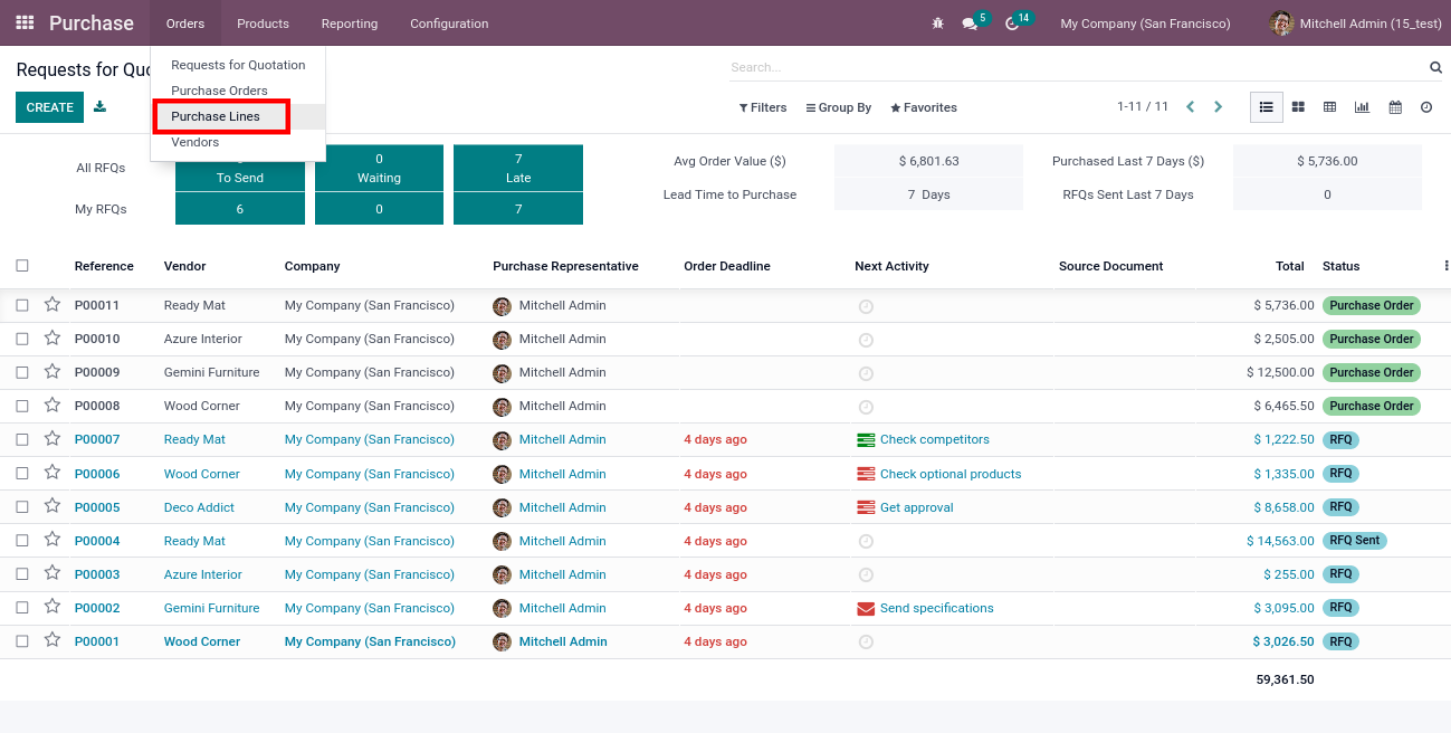 Purchase Orders Products Reporting Configuration 5 14 My Company (San Francisco) Mitchell Admin (15_test)
Requests for Quo
Search...
Requests for Quotation
Purchase Orders
Purchase Lines
Vendors
CREATE
Filters Group By Favorites 1-11 / 11
All RFQs To Send 0 Waiting 7 Late
My RFQs 6 0 7
Avg Order Value ($) $ 6,801.63 Purchased Last 7 Days ($) $ 5,736.00
Lead Time to Purchase 7 Days RFQs Sent Last 7 Days 0
Reference Vendor Company Purchase Representative Order Deadline Next Activity Source Document Total Status
P00011 Ready Mat My Company (San Francisco) Mitchell Admin $ 5,736.00 Purchase Order
P00010 Azure Interior My Company (San Francisco) Mitchell Admin $ 2,505.00 Purchase Order
P00009 Gemini Furniture My Company (San Francisco) Mitchell Admin $ 12,500.00 Purchase Order
P00008 Wood Corner My Company (San Francisco) Mitchell Admin $ 6,465.50 Purchase Order
P00007 Ready Mat My Company (San Francisco) Mitchell Admin 4 days ago Check competitors $ 1,222.50 RFQ
P00006 Wood Corner My Company (San Francisco) Mitchell Admin 4 days ago Check optional products $ 1,335.00 RFQ
P00005 Deco Addict My Company (San Francisco) Mitchell Admin 4 days ago Get approval $ 8,658.00 RFQ
P00004 Ready Mat My Company (San Francisco) Mitchell Admin 4 days ago $ 14,563.00 RFQ Sent
P00003 Azure Interior My Company (San Francisco) Mitchell Admin 4 days ago $ 255.00 RFQ
P00002 Gemini Furniture My Company (San Francisco) Mitchell Admin 4 days ago Send specifications $ 3,095.00 RFQ
P00001 Wood Corner My Company (San Francisco) Mitchell Admin 4 days ago $ 3,026.50 RFQ
59,361.50